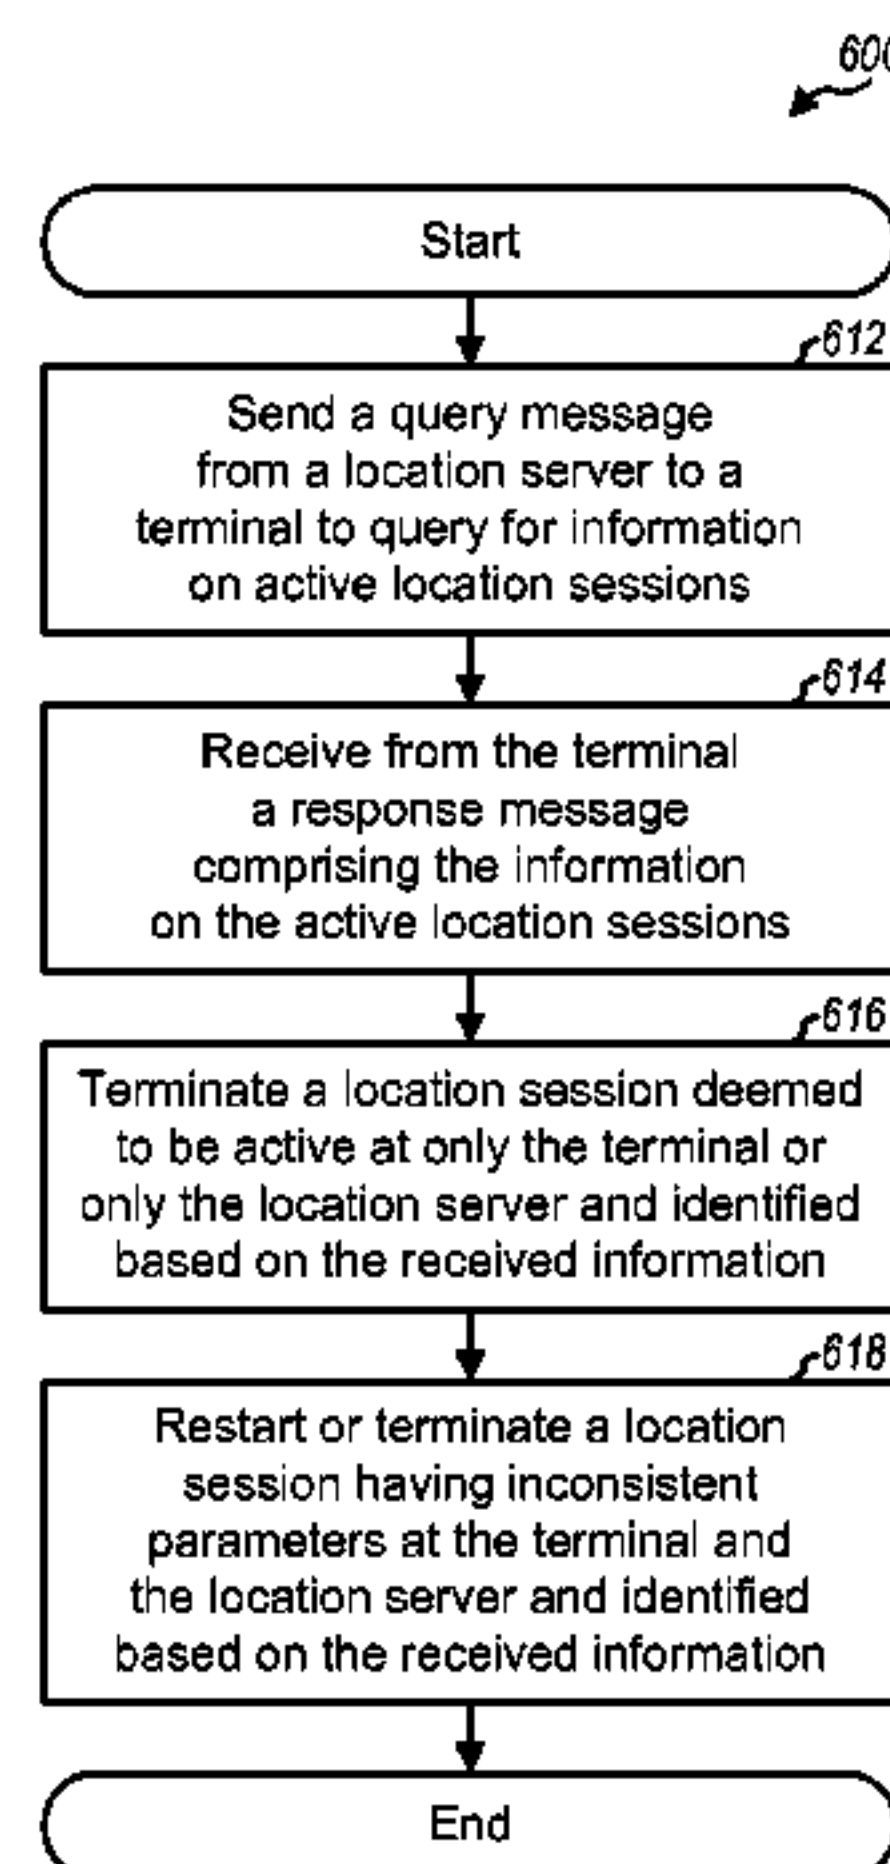 600
Start
612
Send a query message
from a location server to a
terminal to query for information
on active location sessions
614
Receive from the terminal
a response message
comprising the information
on the active location sessions
616
Terminate a location session deemed
to be active at only the terminal or
only the location server and identified
based on the received information
618
Restart or terminate a location
session having inconsistent
parameters at the terminal and
the location server and identified
based on the received information
End